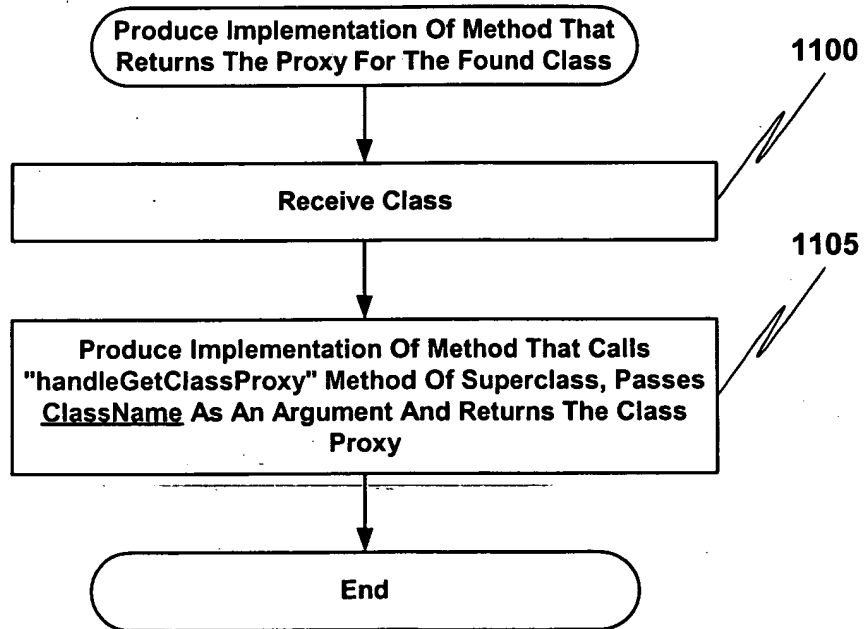 Produce Implementation Of Method That
Returns The Proxy For The Found Class
1100
Receive Class
1105
Produce Implementation Of Method That Calls
"handleGetClassProxy" Method Of Superclass, Passes
ClassName As An Argument And Returns The Class
Proxy
End